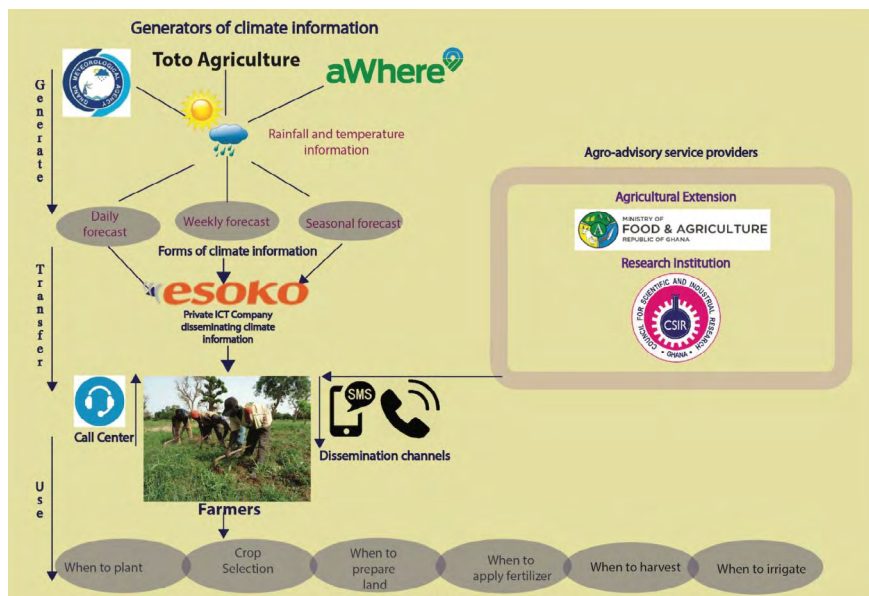 Generators of climate information
GHANA METEOROLOGICAL AGENCY
Toto Agriculture
aWhere
Generate
Rainfall and temperature
information
Agro-advisory service providers
Agricultural Extension
MINISTRY OF
FOOD & AGRICULTURE
REPUBLIC OF GHANA
Research Institution
COUNCIL FOR SCIENTIFIC AND INDUSTRIAL RESEARCH
CSIR
GHANA
Daily
forecast
Weekly forecast
Seasonal forecast
Forms of climate information
Transfer
esoko
Private ICT Company
disseminating climate
information
SMS
Call Center
Dissemination channels
Use
Farmers
When to plant
Crop
Selection
When to
prepare
land
When to
apply fertilizer
When to harvest
When to irrigate